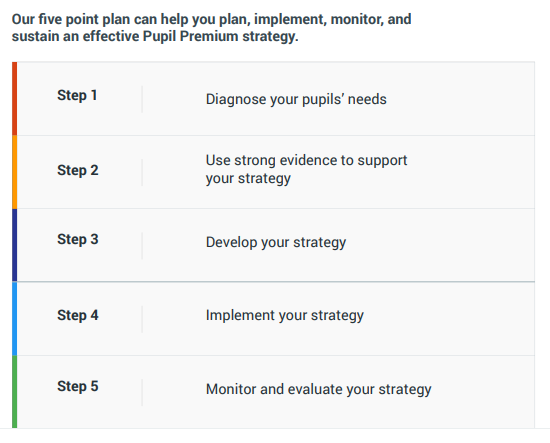 Our five point plan can help you plan, implement, monitor, and
sustain an effective Pupil Premium strategy.
Step 1
Diagnose your pupils’ needs
Step 2
Use strong evidence to support
your strategy
Step 3
Develop your strategy
Step 4
Implement your strategy
Step 5
Monitor and evaluate your strategy